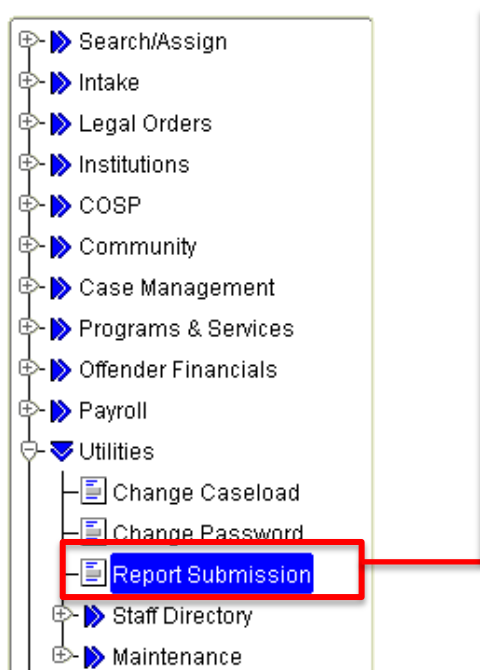 Search/Assign
Intake
Legal Orders
Institutions
COSP
Community
Case Management
Programs & Services
Offender Financials
Payroll
Utilities
Change Caseload
Change Password
Report Submission
Staff Directory
Maintenance